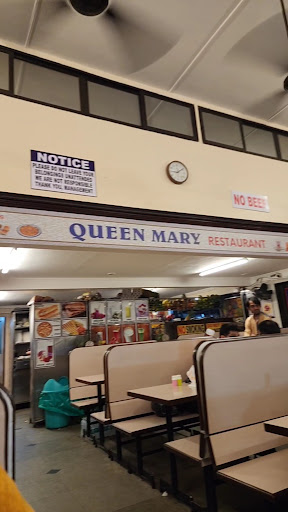 NOTICE
PLEASE DO NOT LEAVE YOUR
BELONGINGS UNATTENDED
WE ARE NOT RESPONSIBLE
THANK YOU, MANAGEMENT
NO BEEF
QUEEN MARY RESTAURANT